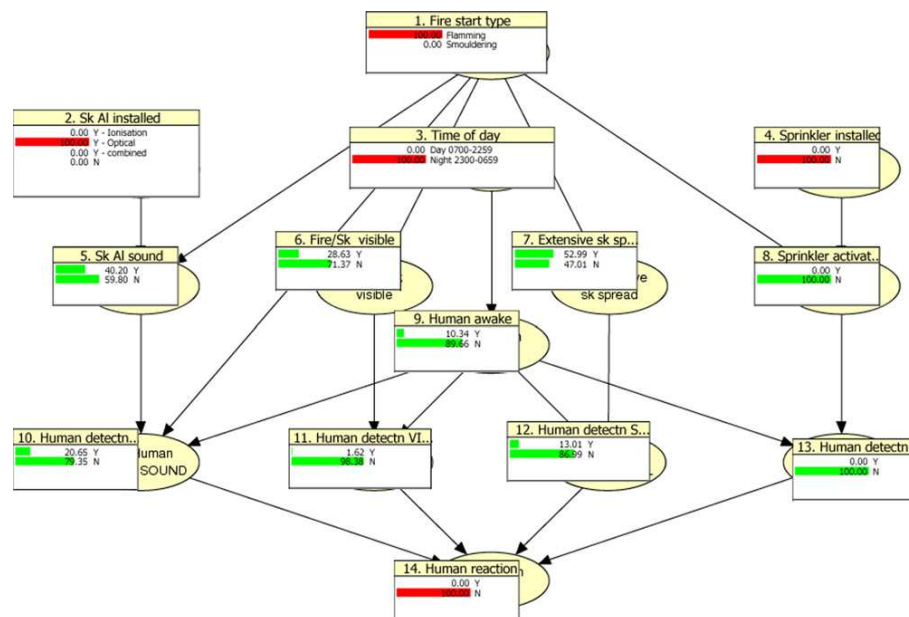 1. Fire start type
100.00 Flamming
0.00 Smouldering
2. Sk Al installed
0.00 Y - Ionisation
100.00 Y - Optical
0.00 Y - combined
0.00 N
3. Time of day
0.00 Day 0700-2259
100.00 Night 2300-0659
4. Sprinkler installed
0.00 Y
100.00 N
5. Sk Al sound
40.20 Y
59.80 N
6. Fire/Sk visible
28.63 Y
71.37 N
visible
7. Extensive sk sp...
52.99 Y
47.01 N
sk spread
8. Sprinkler activat...
0.00 Y
100.00 N
9. Human awake
10.34 Y
89.66 N
10. Human detectn...
20.65 Y
79.35 N
Human
SOUND
11. Human detectn VI...
1.62 Y
98.38 N
12. Human detectn S...
13.01 Y
86.99 N
13. Human detectn
0.00 Y
100.00 N
14. Human reaction
0.00 Y
100.00 N